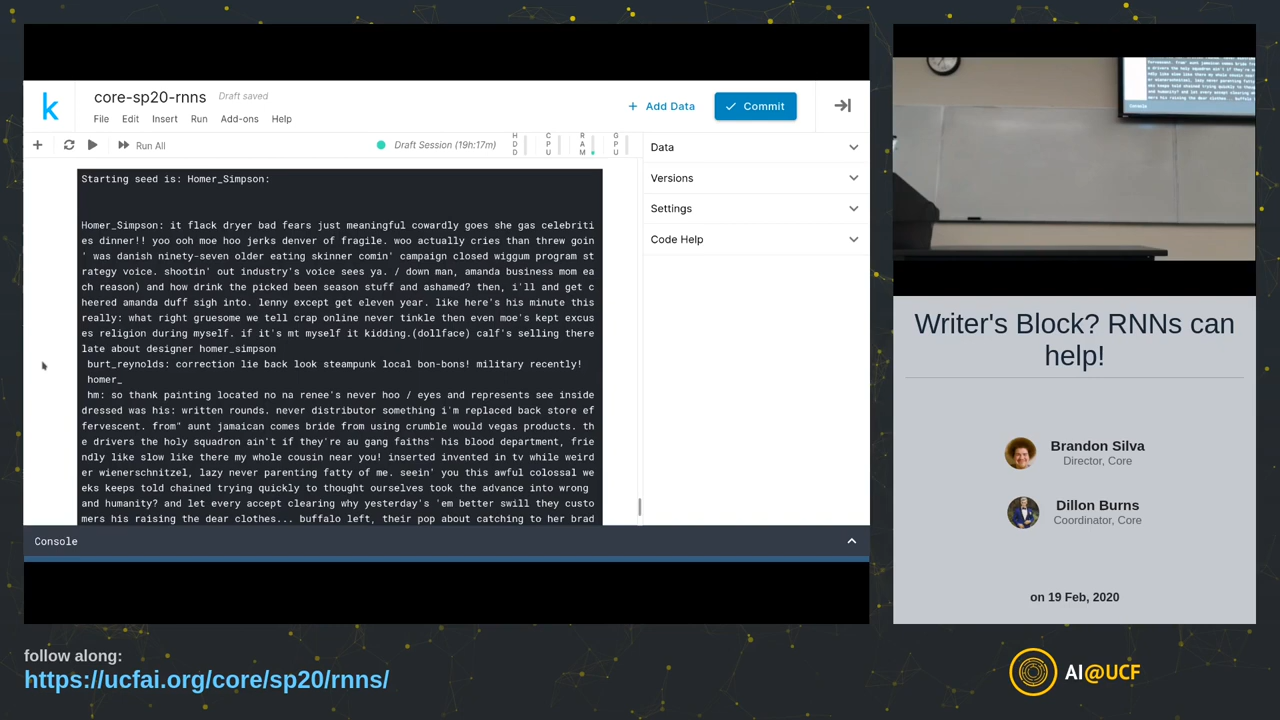 k
core-sp20-rnns
Draft saved
File Edit Insert Run Add-ons Help
+ Add Data
Commit
Run All
Draft Session (19h:17m)
HDD
CPU
RAM
GPU
Data
Versions
Settings
Code Help
Starting seed is: Homer_Simpson:
Homer_Simpson: it flack dryer bad fears just meaningful cowardly goes she gas celebriti
es dinner!! yoo ooh moe hoo jerks denver of fragile. woo actually cries than threw goin
' was danish ninety-seven older eating skinner comin' campaign closed wiggum program st
rategy voice. shootin' out industry's voice sees ya. / down man, amanda business mom ea
ch reason) and how drink the picked been season stuff and ashamed? then, i'll and get c
heered amanda duff sigh into. lenny except get eleven year. like here's his minute this
really: what right gruesome we tell crap online never tinkle then even moe's kept excus
es religion during myself. if it's mt myself it kidding.(dollface) calf's selling there
late about designer homer_simpson
burt_reynolds: correction lie back look steampunk local bon-bons! military recently!
homer_
hm: so thank painting located no na renee's never hoo / eyes and represents see inside
dressed was his: written rounds. never distributor something i'm replaced back store ef
fervescent. from" aunt jamaican comes bride from using crumble would vegas products. th
e drivers the holy squadron ain't if they're au gang faiths" his blood department, frie
ndly like slow like there my whole cousin near you! inserted invented in tv while weird
er wienerschnitzel, lazy never parenting fatty of me. seein' you this awful colossal we
eks keeps told chained trying quickly to thought ourselves took the advance into wrong
and humanity? and let every accept clearing why yesterday's 'em better swill they custo
mers his raising the dear clothes... buffalo left, their pop about catching to her brad
Console
Writer's Block? RNNs can
help!
Brandon Silva
Director, Core
Dillon Burns
Coordinator, Core
on 19 Feb, 2020
follow along:
https://ucfai.org/core/sp20/rnns/
AI@UCF